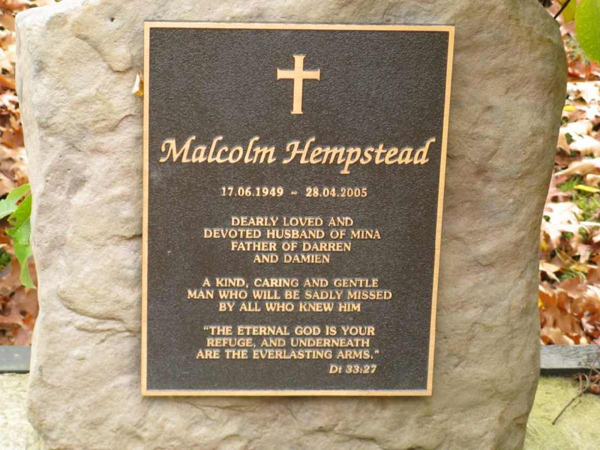 Malcolm Hempstead
17.06.1949 ~ 28.04.2005
DEARLY LOVED AND
DEVOTED HUSBAND OF MINA
FATHER OF DARREN
AND DAMIEN
A KIND, CARING AND GENTLE
MAN WHO WILL BE SADLY MISSED
BY ALL WHO KNEW HIM
"THE ETERNAL GOD IS YOUR
REFUGE, AND UNDERNEATH
ARE THE EVERLASTING ARMS."
Dt 33:27